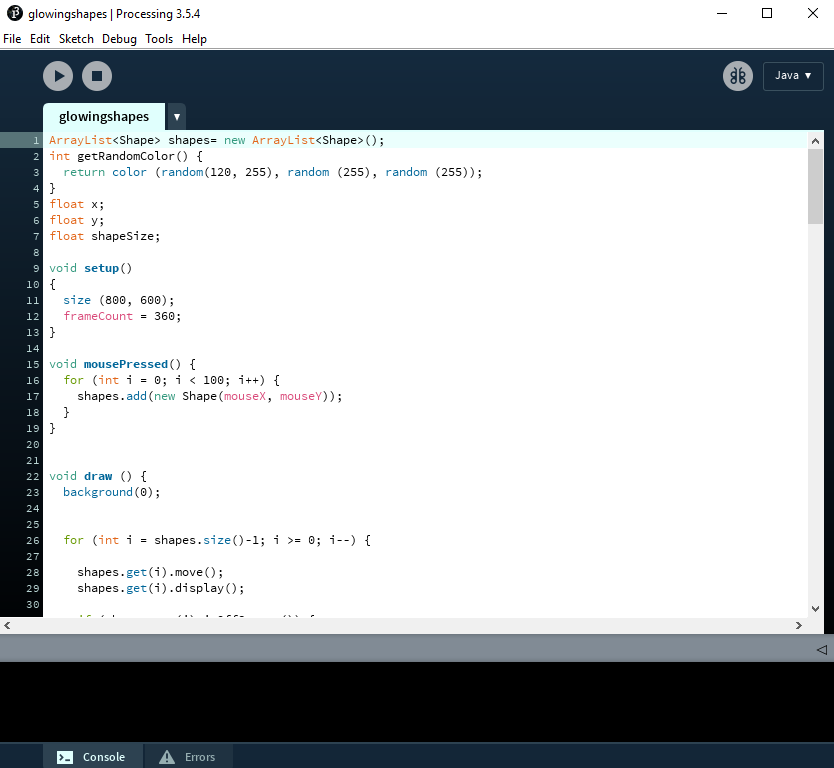 glowingshapes | Processing 3.5.4
File Edit Sketch Debug Tools Help
Java ▼
glowingshapes ▼
1 ArrayList<Shape> shapes= new ArrayList<Shape>();
2 int getRandomColor() {
3   return color (random(120, 255), random (255), random (255));
4 }
5 float x;
6 float y;
7 float shapeSize;
8
9 void setup()
10 {
11   size (800, 600);
12   frameCount = 360;
13 }
14
15 void mousePressed() {
16   for (int i = 0; i < 100; i++) {
17     shapes.add(new Shape(mouseX, mouseY));
18   }
19 }
20
21
22 void draw () {
23   background(0);
24
25
26   for (int i = shapes.size()-1; i >= 0; i--) {
27
28     shapes.get(i).move();
29     shapes.get(i).display();
30
Console Errors